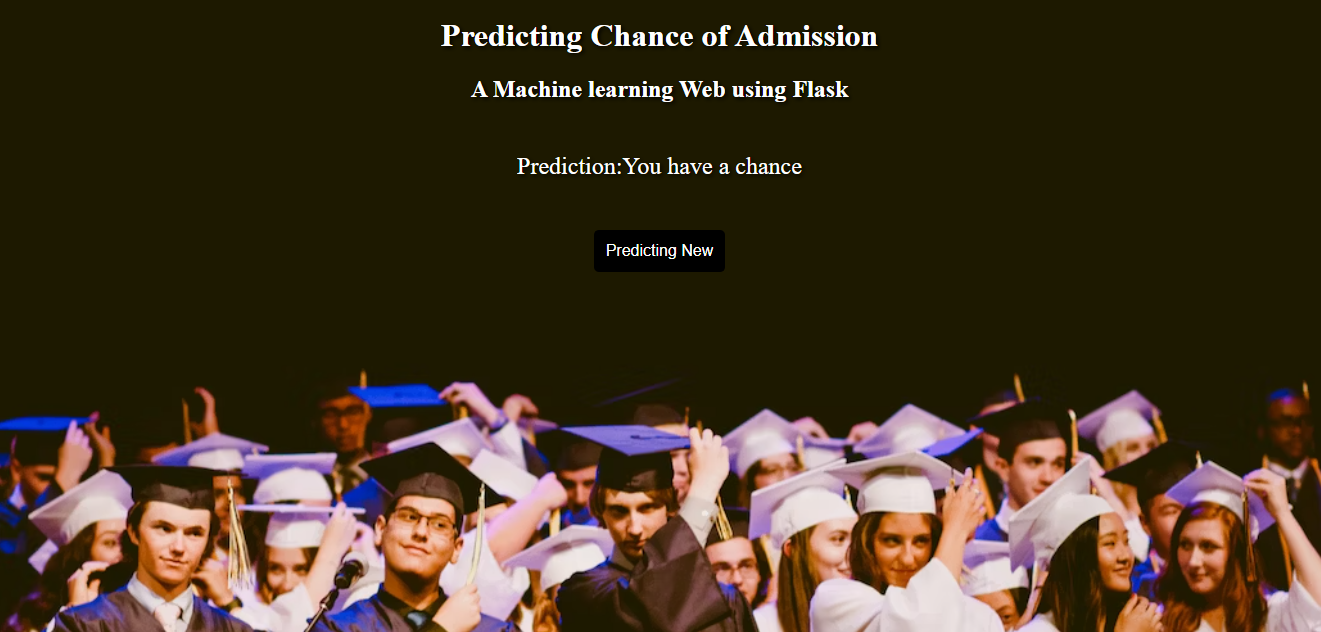 Predicting Chance of Admission
A Machine learning Web using Flask
Prediction:You have a chance
Predicting New